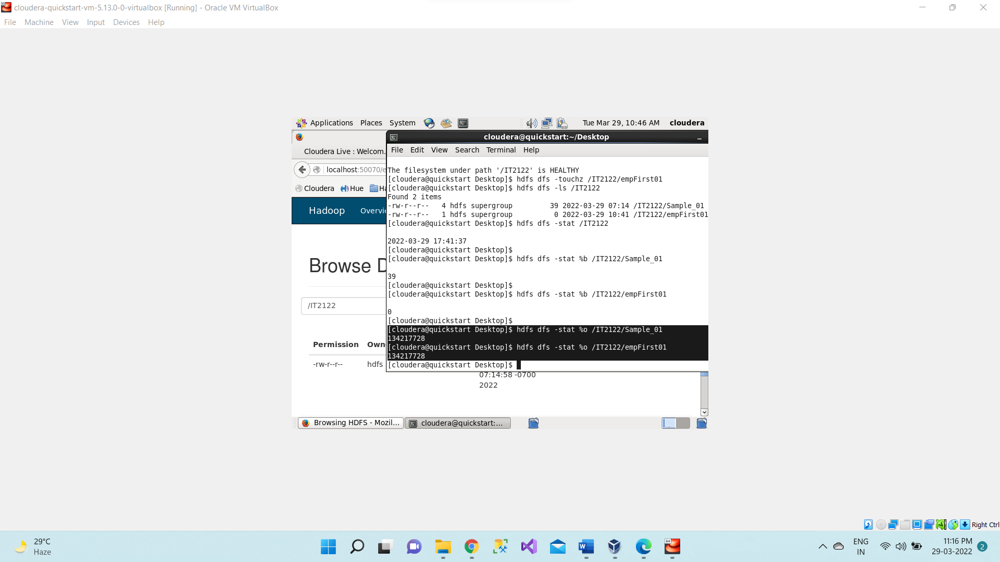 cloudera-quickstart-vm-5.13.0-0-virtualbox [Running] - Oracle VM VirtualBox
File Machine View Input Devices Help
Applications Places System Tue Mar 29, 10:46 AM cloudera
cloudera@quickstart:~/Desktop
Cloudera Live : Welcom.
File Edit View Search Terminal Help
localhost:50070/e
Cloudera Hue Ha
Hadoop Overvie
Browse D
/IT2122
Permission Own
-rw-r--r-- hdfs
07:14:58 -0700
2022
The filesystem under path '/IT2122' is HEALTHY
[cloudera@quickstart Desktop]$ hdfs dfs -touchz /IT2122/empFirst01
[cloudera@quickstart Desktop]$ hdfs dfs -ls /IT2122
Found 2 items
-rw-r--r--   4 hdfs supergroup         39 2022-03-29 07:14 /IT2122/Sample_01
-rw-r--r--   1 hdfs supergroup          0 2022-03-29 10:41 /IT2122/empFirst01
[cloudera@quickstart Desktop]$ hdfs dfs -stat /IT2122
2022-03-29 17:41:37
[cloudera@quickstart Desktop]$
[cloudera@quickstart Desktop]$ hdfs dfs -stat %b /IT2122/Sample_01
39
[cloudera@quickstart Desktop]$
[cloudera@quickstart Desktop]$ hdfs dfs -stat %b /IT2122/empFirst01
0
[cloudera@quickstart Desktop]$
[cloudera@quickstart Desktop]$ hdfs dfs -stat %o /IT2122/Sample_01
134217728
[cloudera@quickstart Desktop]$ hdfs dfs -stat %o /IT2122/empFirst01
134217728
[cloudera@quickstart Desktop]$
Browsing HDFS - Mozil... cloudera@quickstart:...
Right Ctrl
29°C
Haze
64
ENG
IN
11:16 PM
29-03-2022
2